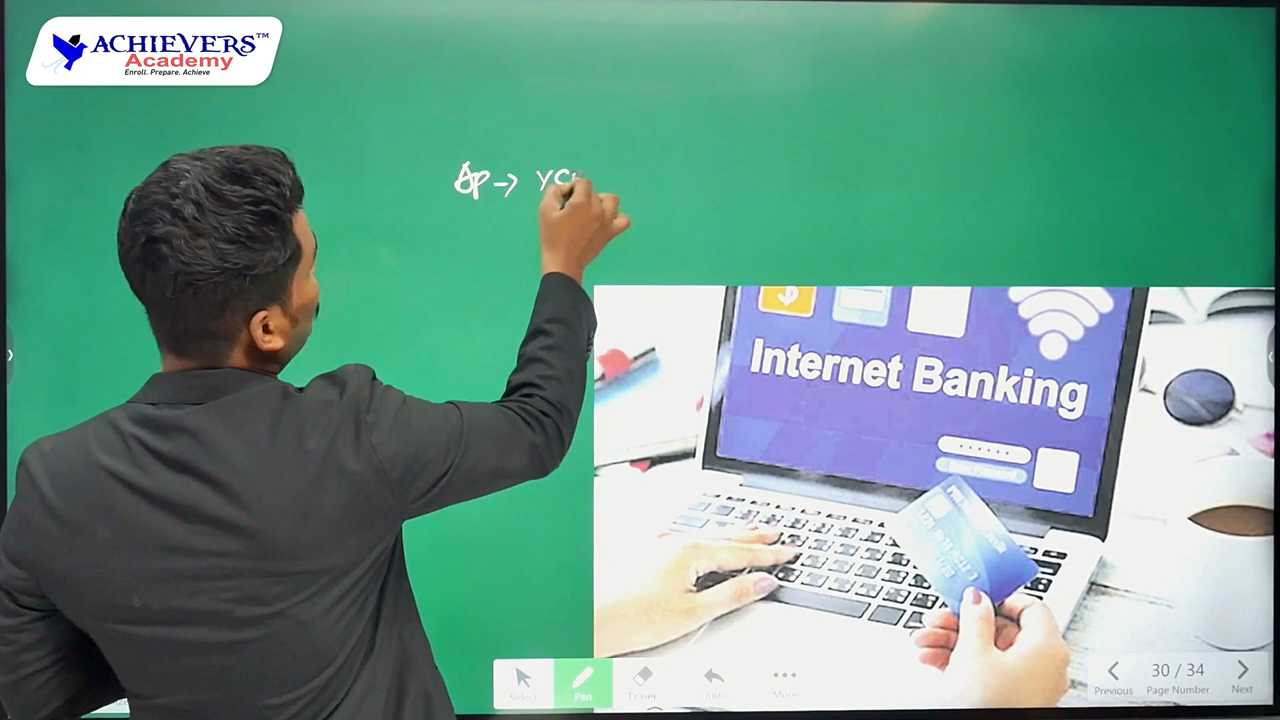 ACHIEVERS™
Academy
Enroll. Prepare. Achieve
Internet Banking
Select
Pen
Eraser
Undo
More
Previous
30 / 34
Page Number
Next